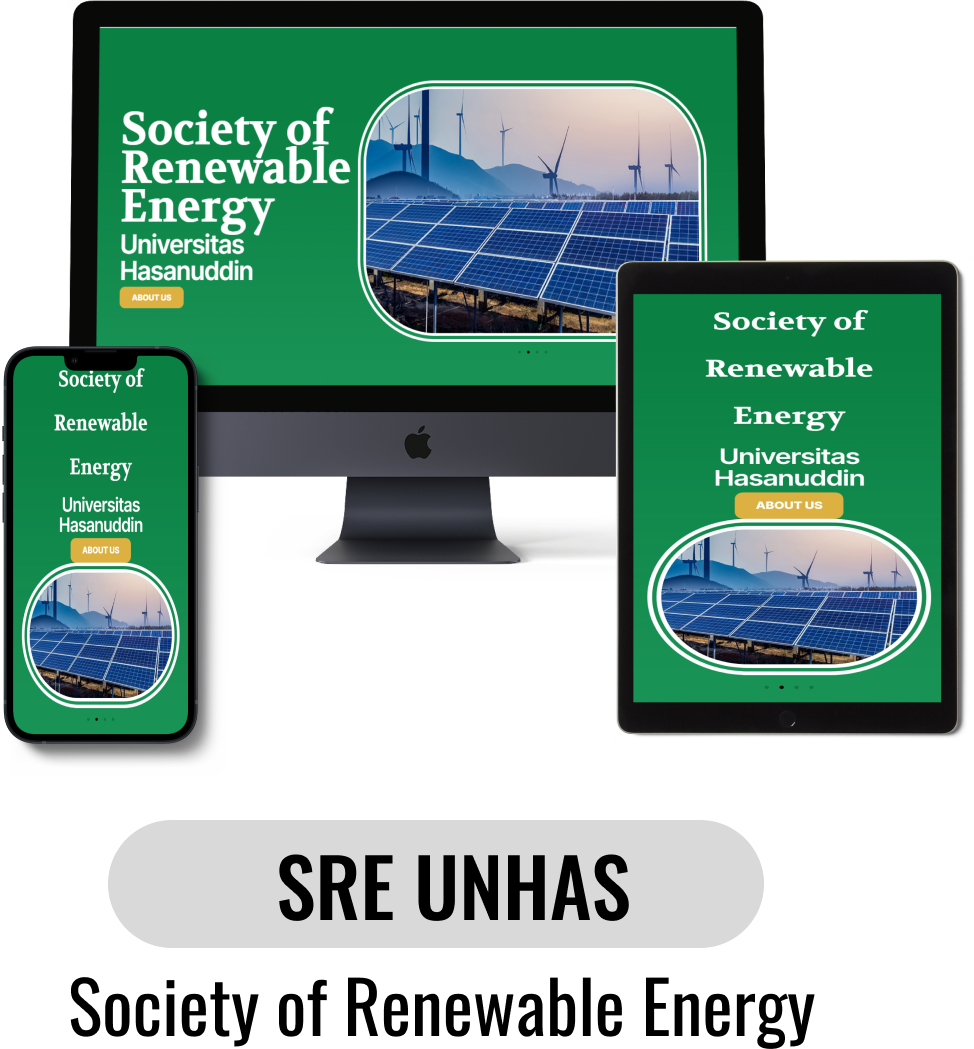 Society of
Renewable
Energy
Universitas
Hasanuddin
ABOUT US
Society of
Renewable
Energy
Universitas
Hasanuddin
ABOUT US
Society of
Renewable
Energy
Universitas
Hasanuddin
ABOUT US
SRE UNHAS
Society of Renewable Energy